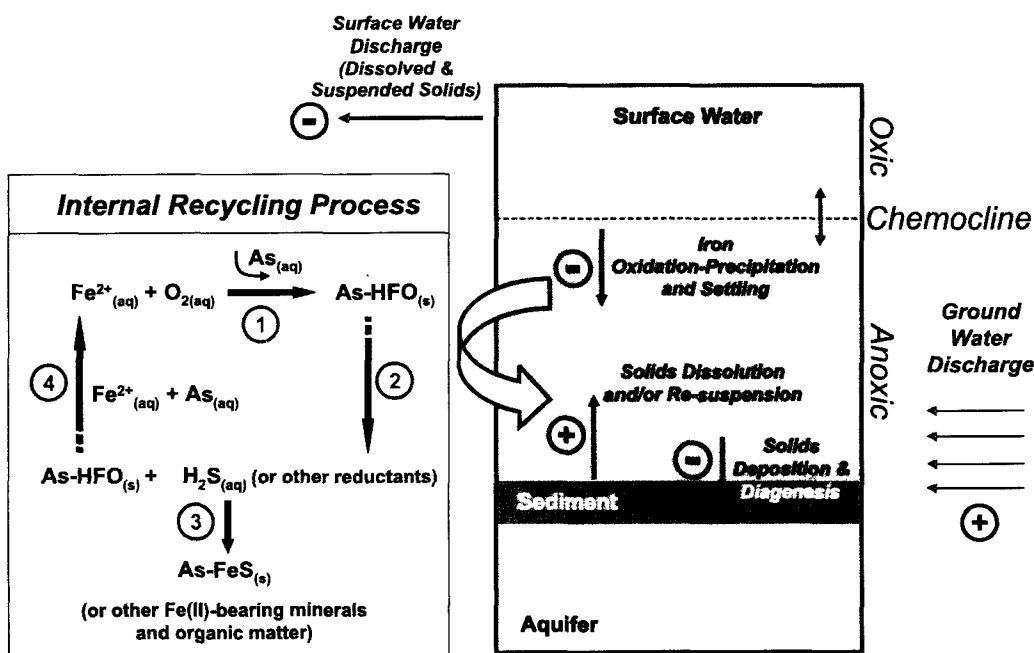 Surface Water
Discharge
(Dissolved &
Suspended Solids)
-
Surface Water
Oxic
Chemocline
Iron
Oxidation-Precipitation
and Settling
-
Anoxic
Ground
Water
Discharge
+
Solids Dissolution
and/or Re-suspension
+
-
Solids
Deposition &
Diagenesis
Sediment
Aquifer
Internal Recycling Process
As(aq)
Fe2+(aq) + O2(aq)
1
As-HFO(s)
4
2
Fe2+(aq) + As(aq)
As-HFO(s) + H2S(aq) (or other reductants)
3
As-FeS(s)
(or other Fe(II)-bearing minerals
and organic matter)